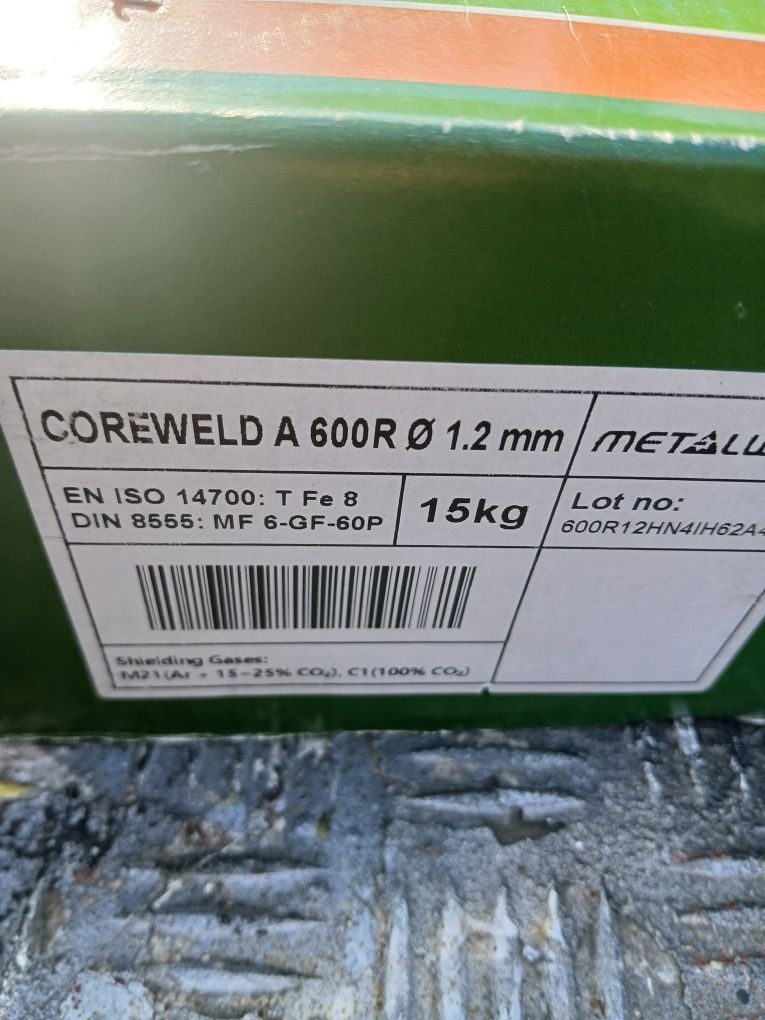 COREWELD A 600R Ø 1.2 mm
EN ISO 14700: T Fe 8
DIN 8555: MF 6-GF-60P
15kg
Lot no:
Shielding Gases:
M21(Ar + 15~25% CO₂), C1(100% CO₂)